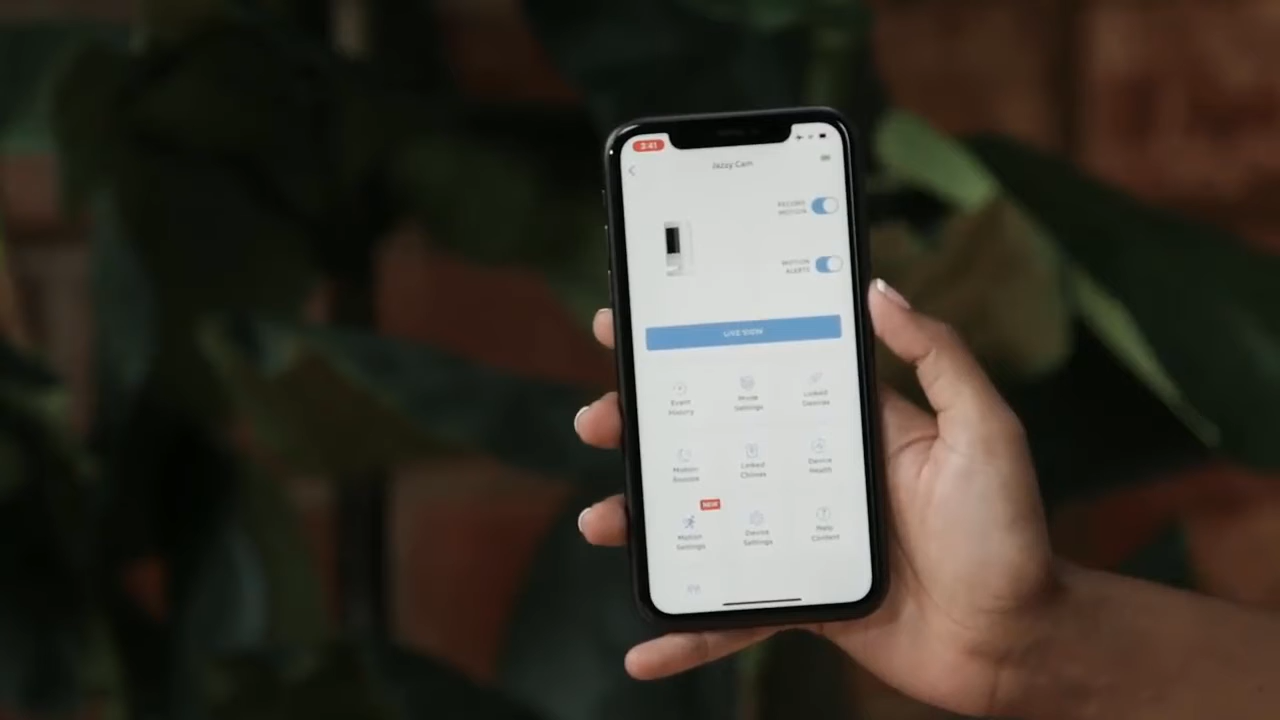 3:41
Jazzy Cam
RECORD
MOTION
MOTION
ALERTS
LIVE VIEW
Event
History
Mode
Settings
Linked
Devices
Motion
Snooze
Linked
Chimes
Device
Health
NEW
Motion
Settings
Device
Settings
Help
Content